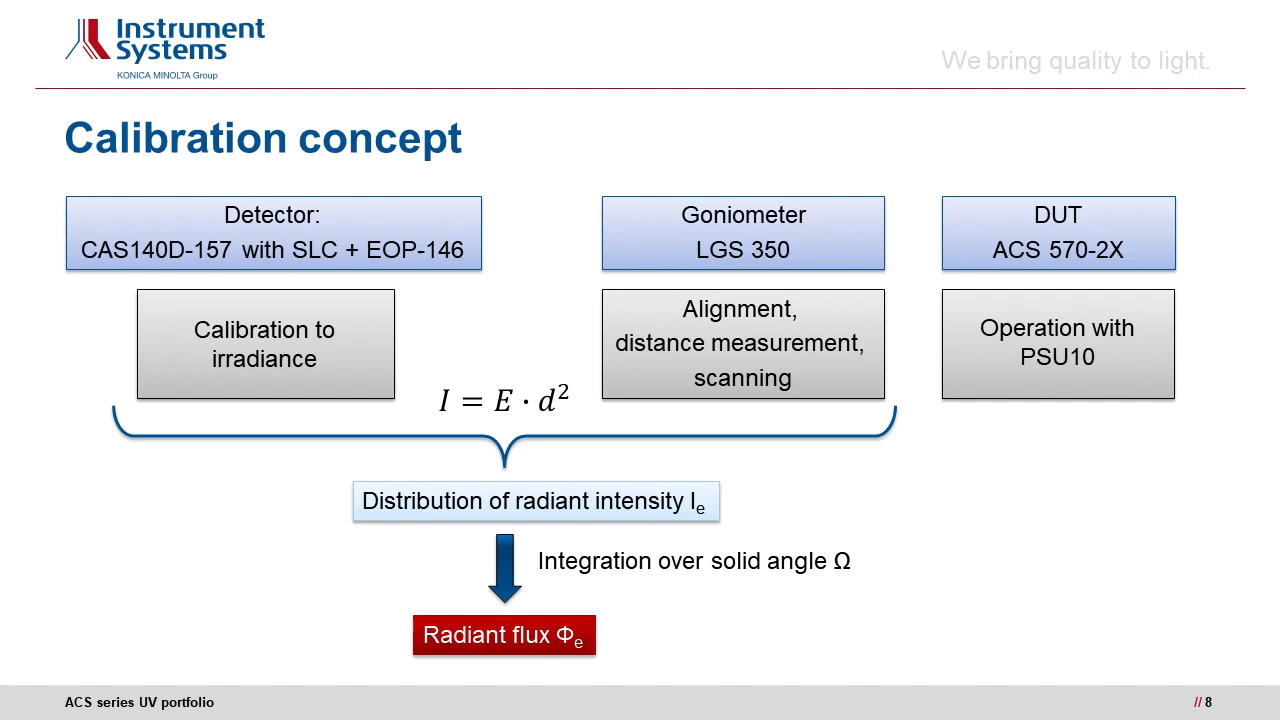 Instrument
Systems
KONICA MINOLTA Group
We bring quality to light.
Calibration concept
Detector:
CAS140D-157 with SLC + EOP-146
Goniometer
LGS 350
DUT
ACS 570-2X
Calibration to
irradiance
Alignment,
distance measurement,
scanning
Operation with
PSU10
I = E · d²
Distribution of radiant intensity Iₑ
Integration over solid angle Ω
Radiant flux Φₑ
ACS series UV portfolio
// 8